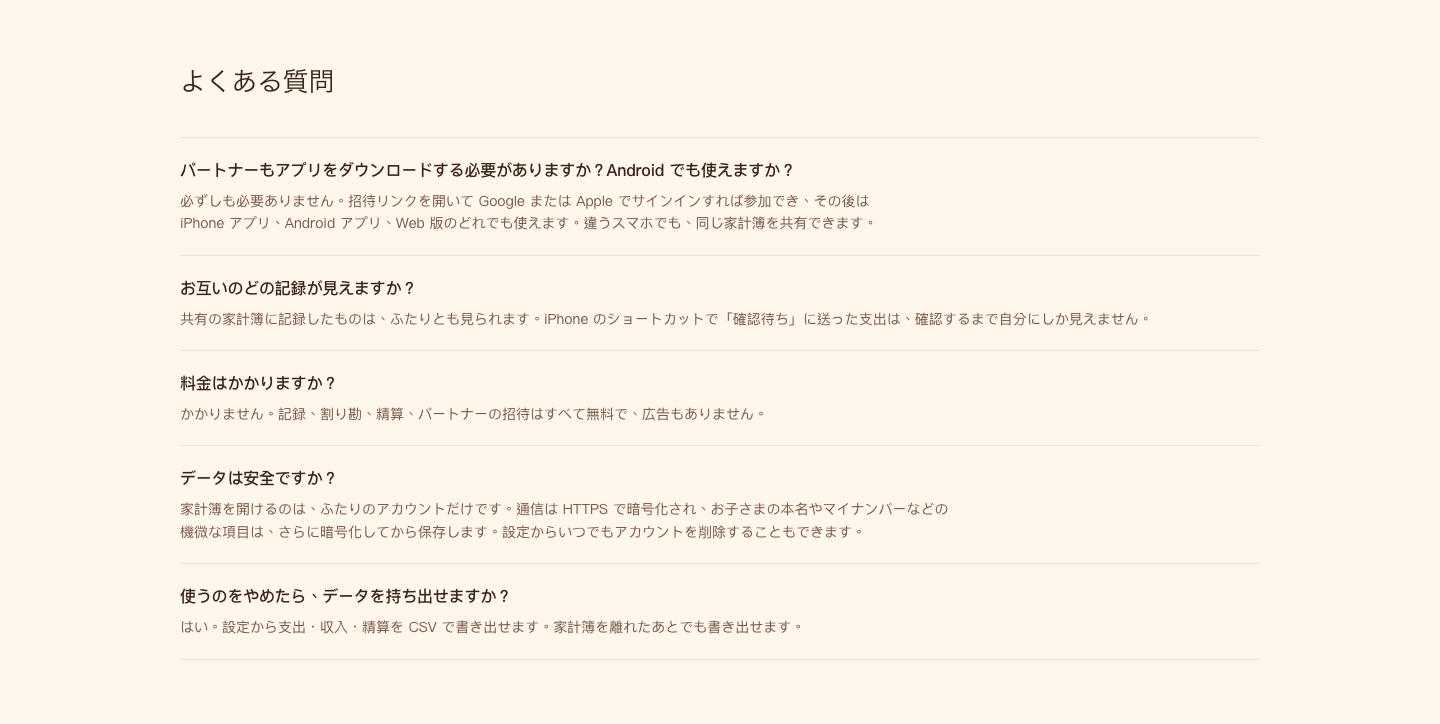 よくある質問
パートナーもアプリをダウンロードする必要がありますか？Android でも使えますか？
必ずしも必要ありません。招待リンクを開いて Google または Apple でサインインすれば参加でき、その後は
iPhone アプリ、Android アプリ、Web 版のどれでも使えます。違うスマホでも、同じ家計簿を共有できます。
お互いのどの記録が見えますか？
共有の家計簿に記録したものは、ふたりとも見られます。iPhone のショートカットで「確認待ち」に送った支出は、確認するまで自分にしか見えません。
料金はかかりますか？
かかりません。記録、割り勘、精算、パートナーの招待はすべて無料で、広告もありません。
データは安全ですか？
家計簿を開けるのは、ふたりのアカウントだけです。通信は HTTPS で暗号化され、お子さまの本名やマイナンバーなどの
機微な項目は、さらに暗号化してから保存します。設定からいつでもアカウントを削除することもできます。
使うのをやめたら、データを持ち出せますか？
はい。設定から支出・収入・精算を CSV で書き出せます。家計簿を離れたあとでも書き出せます。